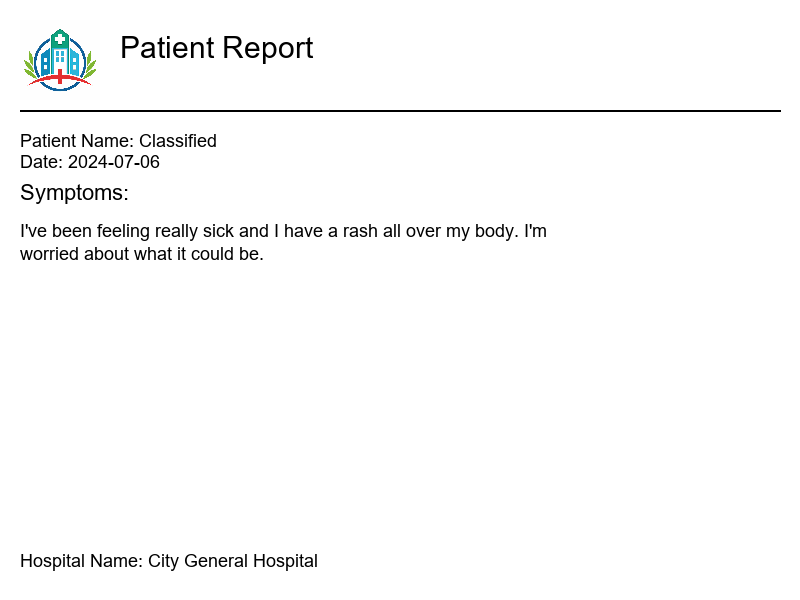 Patient Report
Patient Name: Classified
Date: 2024-07-06
Symptoms:
I've been feeling really sick and I have a rash all over my body. I'm
worried about what it could be.
Hospital Name: City General Hospital